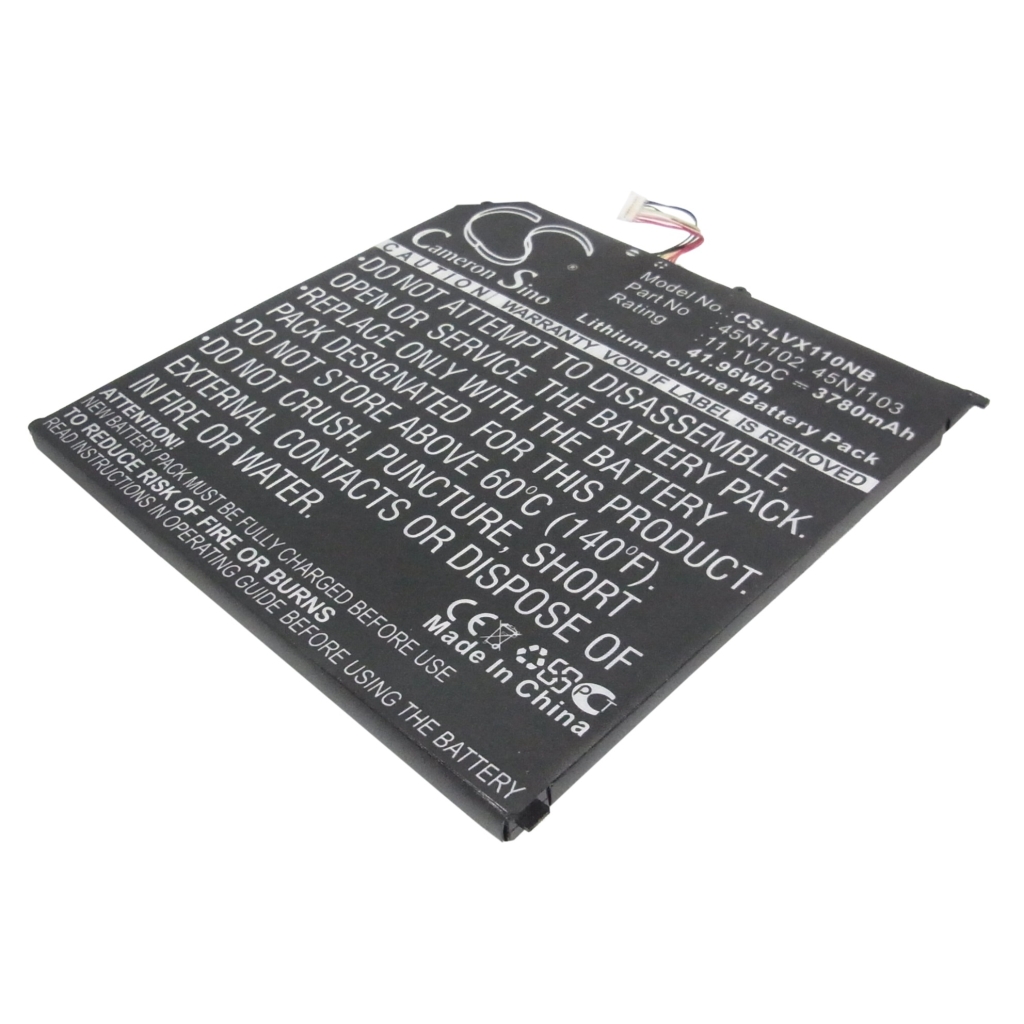 CS
Cameron Sino
®
Model No. : CS-LVX110NB
Part No : 45N1102, 45N1103
Rating : 11.1VDC ⎓ 3780mAh
41.96Wh
Lithium-Polymer Battery Pack
CAUTION! WARRANTY VOID IF LABEL IS REMOVED
•DO NOT ATTEMPT TO DISASSEMBLE,
OPEN OR SERVICE THE BATTERY PACK.
•REPLACE ONLY WITH THE BATTERY
PACK DESIGNATED FOR THIS PRODUCT.
•DO NOT STORE ABOVE 60°C (140°F).
•DO NOT CRUSH, PUNCTURE, SHORT
EXTERNAL CONTACTS OR DISPOSE OF
IN FIRE OR WATER.
ATTENTION!
NEW BATTERY PACK MUST BE FULLY CHARGED BEFORE USE
TO REDUCE RISK OF FIRE OR BURNS
READ INSTRUCTIONS IN OPERATING GUIDE BEFORE USING THE BATTERY
CE
PCT
Made In China